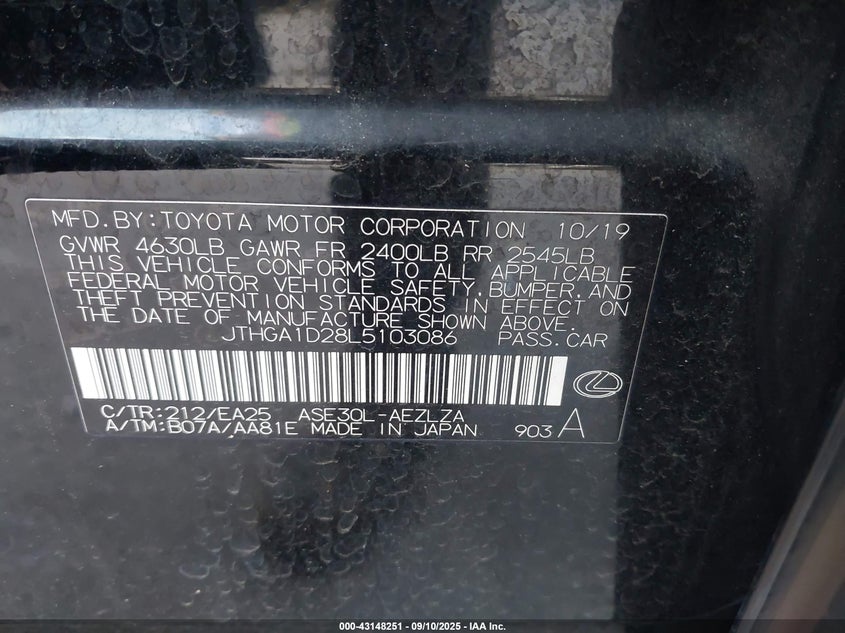 MFD.BY:TOYOTA MOTOR CORPORATION 10/19
GVWR 4630LB GAWR FR 2400LB RR 2545LB
THIS VEHICLE CONFORMS TO ALL APPLICABLE
FEDERAL MOTOR VEHICLE SAFETY,BUMPER,AND
THEFT PREVENTION STANDARDS IN EFFECT ON
THE DATE OF MANUFACTURE SHOWN ABOVE.
JTHGA1D28L5103086 PASS.CAR
C/TR:212/EA25 ASE30L-AEZLZA
A/TM:B07A/AA81E MADE IN JAPAN 903 A
000-43148251 - 09/10/2025 - IAA Inc.